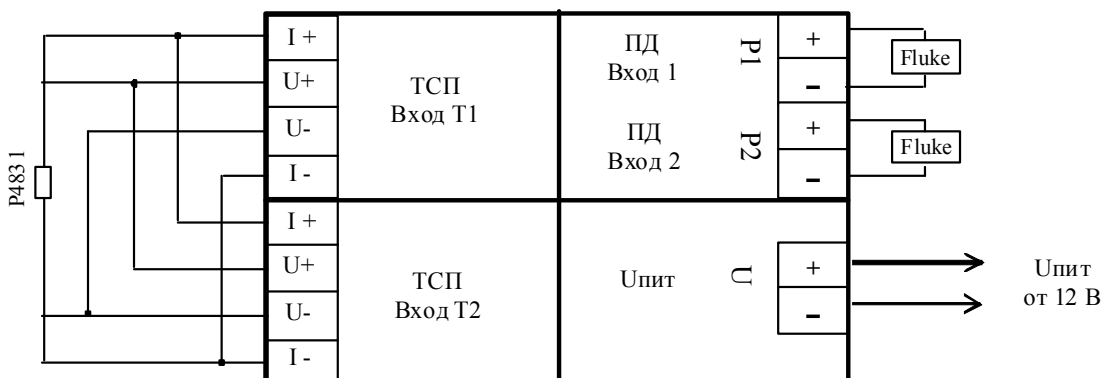 P4831
I +
U+
U-
I -
I +
U+
U-
I -
ТСП
Вход Т1
ТСП
Вход Т2
ПД
Вход 1
ПД
Вход 2
Uпит
P1
P2
U
+
-
+
-
+
-
Fluke
Fluke
Uпит
от 12 В